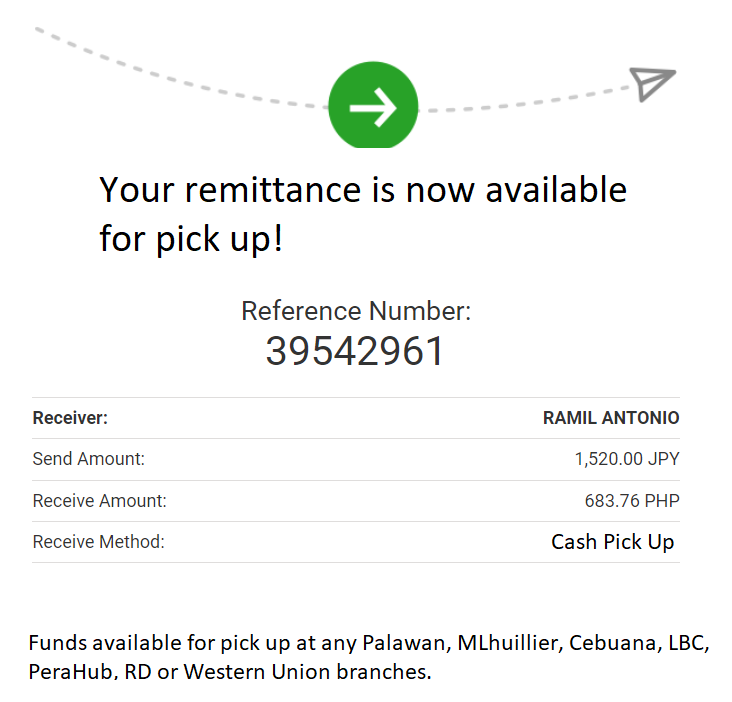 Your remittance is now available
for pick up!
Reference Number:
39542961
Receiver: RAMIL ANTONIO
Send Amount: 1,520.00 JPY
Receive Amount: 683.76 PHP
Receive Method: Cash Pick Up
Funds available for pick up at any Palawan, MLhuillier, Cebuana, LBC,
PeraHub, RD or Western Union branches.